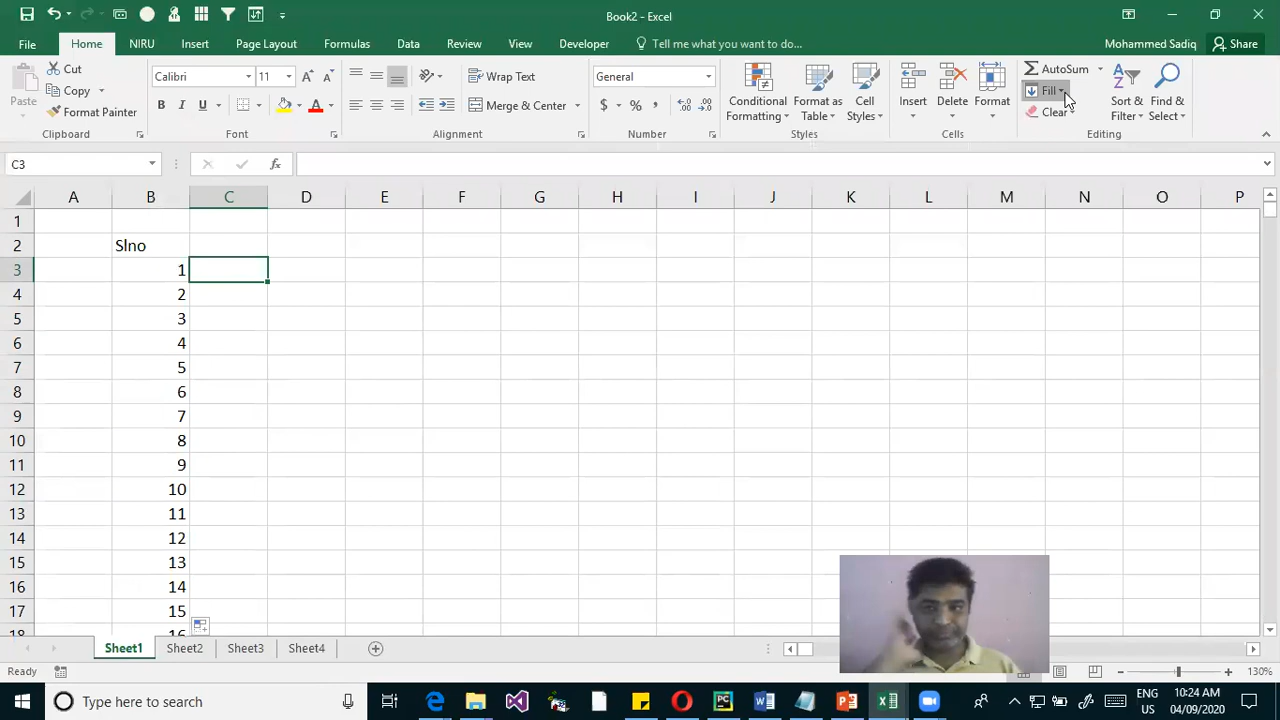 Book2 - Excel
File Home NIRU Insert Page Layout Formulas Data Review View Developer Tell me what you want to do... Mohammed Sadiq Share
Paste
Cut
Copy
Format Painter
Clipboard
Calibri 11
B I U A
Font
Wrap Text
Merge & Center
Alignment
General
$ % ,
Number
Conditional Formatting
Format as Table
Cell Styles
Styles
Insert
Delete
Format
Cells
AutoSum
Fill
Clear
Sort & Filter
Find & Select
Editing
C3 fx
A B C D E F G H I J K L M N O P
1
2 Slno
3 1
4 2
5 3
6 4
7 5
8 6
9 7
10 8
11 9
12 10
13 11
14 12
15 13
16 14
17 15
18 16
Sheet1 Sheet2 Sheet3 Sheet4
Ready 130%
Type here to search
ENG US
10:24 AM
04/09/2020